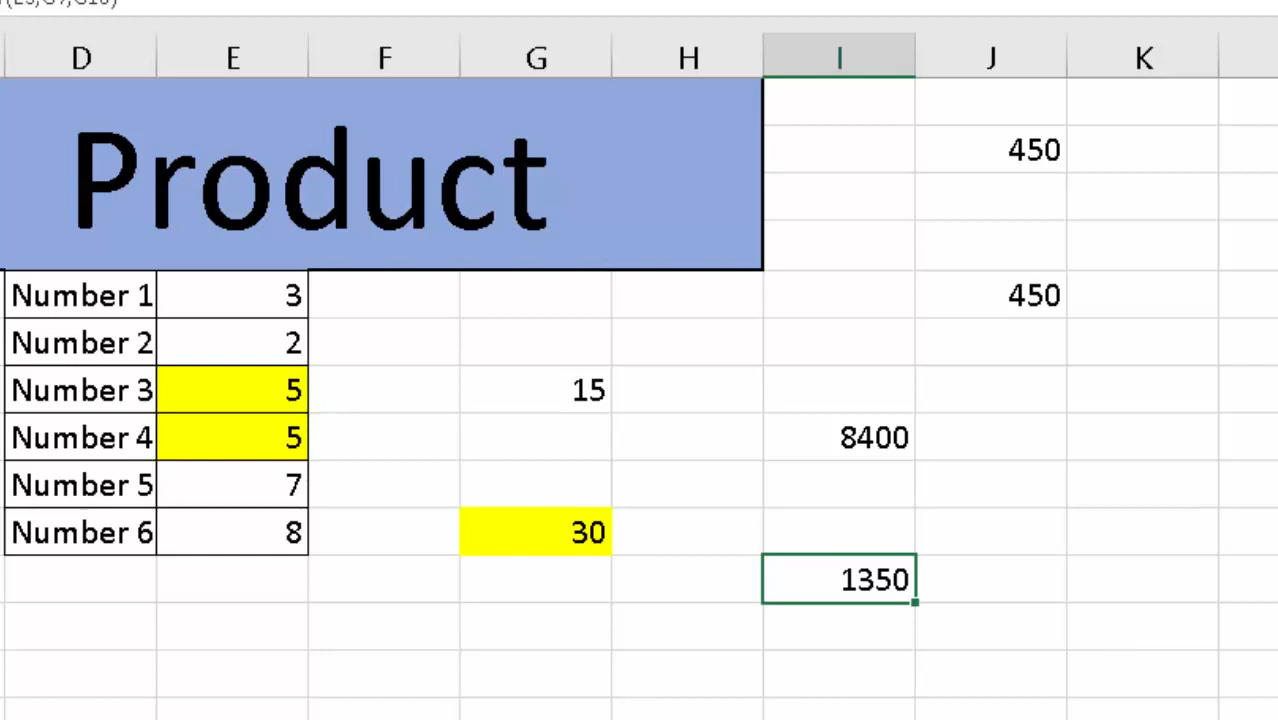 D E F G H I J K
Product
450
Number 1 3 450
Number 2 2
Number 3 5 15
Number 4 5 8400
Number 5 7
Number 6 8 30
1350